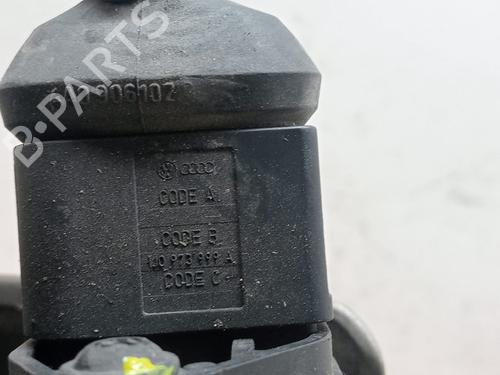 B-PARTS
906102
CODE A
CODE B
1J0 973 999 A
CODE C